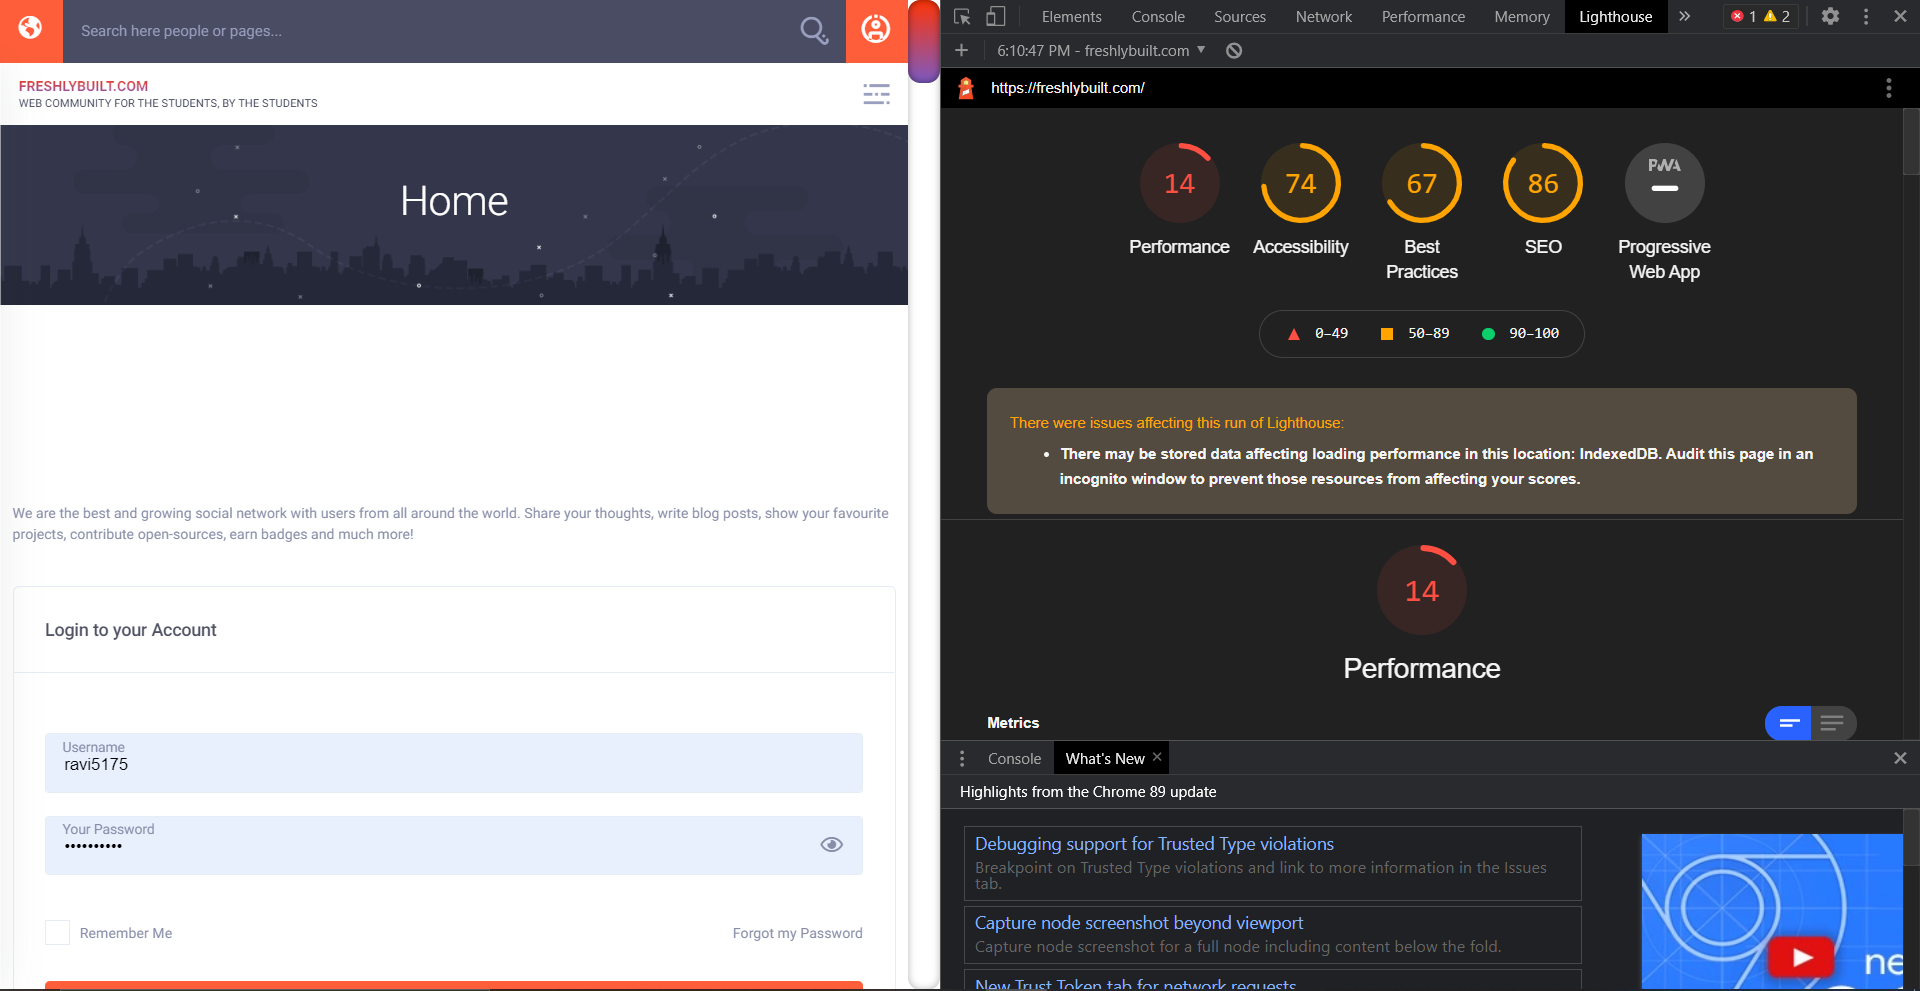 Search here people or pages...
FRESHLYBUILT.COM
WEB COMMUNITY FOR THE STUDENTS, BY THE STUDENTS
Home
We are the best and growing social network with users from all around the world. Share your thoughts, write blog posts, show your favourite
projects, contribute open-sources, earn badges and much more!
Login to your Account
Username
ravi5175
Your Password
••••••••••
Remember Me
Forgot my Password
Elements Console Sources Network Performance Memory Lighthouse » 1 2
6:10:47 PM - freshlybuilt.com
https://freshlybuilt.com/
14 74 67 86 PWA
Performance Accessibility Best Practices SEO Progressive Web App
0–49 50–89 90–100
There were issues affecting this run of Lighthouse:
• There may be stored data affecting loading performance in this location: IndexedDB. Audit this page in an
incognito window to prevent those resources from affecting your scores.
14
Performance
Metrics
Console What's New
Highlights from the Chrome 89 update
Debugging support for Trusted Type violations
Breakpoint on Trusted Type violations and link to more information in the Issues
tab.
Capture node screenshot beyond viewport
Capture node screenshot for a full node including content below the fold.
New Trust Token tab for network requests
ne